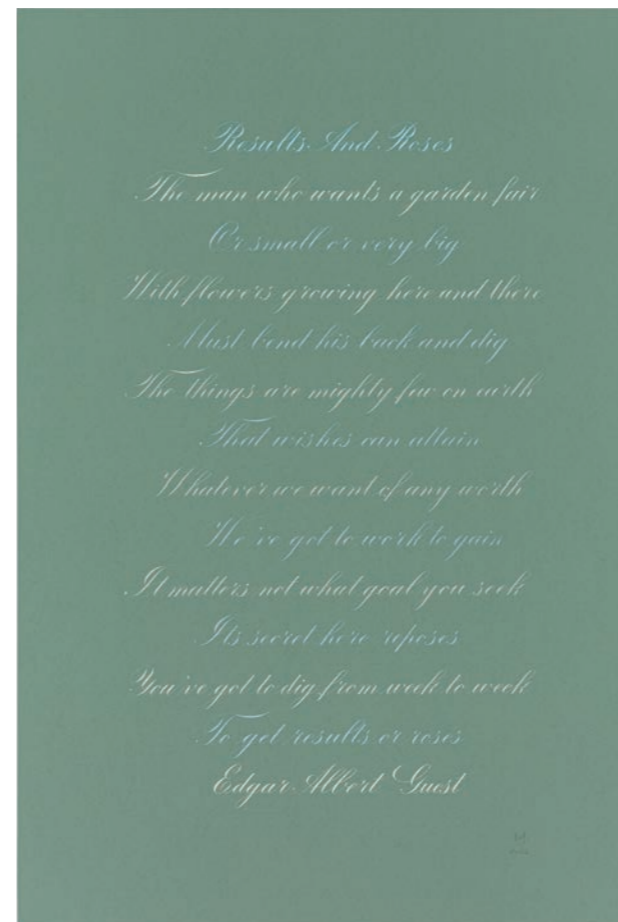 Results And Roses
The man who wants a garden fair
Or small or very big
With flowers growing here and there
Must bend his back and dig
The things are mighty few on earth
That wishes can attain
Whatever we want of any worth
We've got to work to gain
It matters not what goal you seek
Its secret here reposes
You've got to dig from week to week
To get results or roses
Edgar Albert Guest